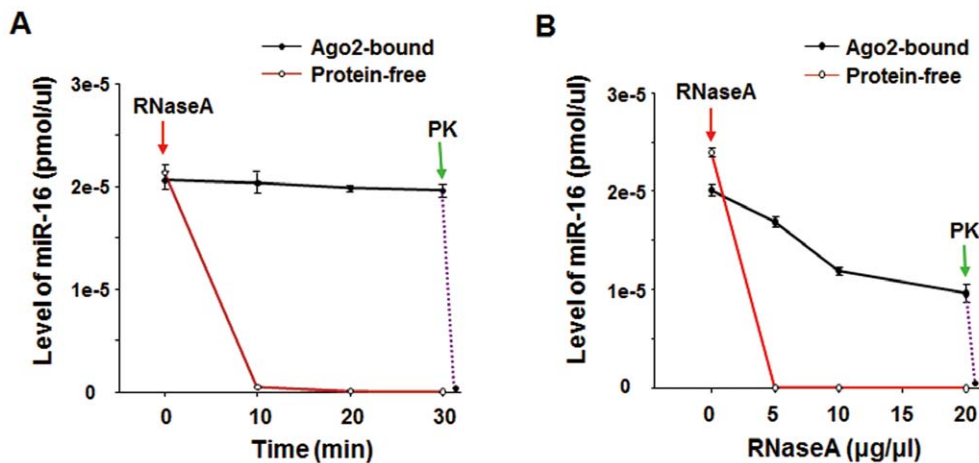 A
Ago2-bound
Protein-free
3e-5
RNaseA
PK
2e-5
1e-5
0
Level of miR-16 (pmol/ul)
0 10 20 30
Time (min)
B
Ago2-bound
Protein-free
3e-5
RNaseA
2e-5
PK
1e-5
0
Level of miR-16 (pmol/ul)
0 5 10 15 20
RNaseA (µg/µl)